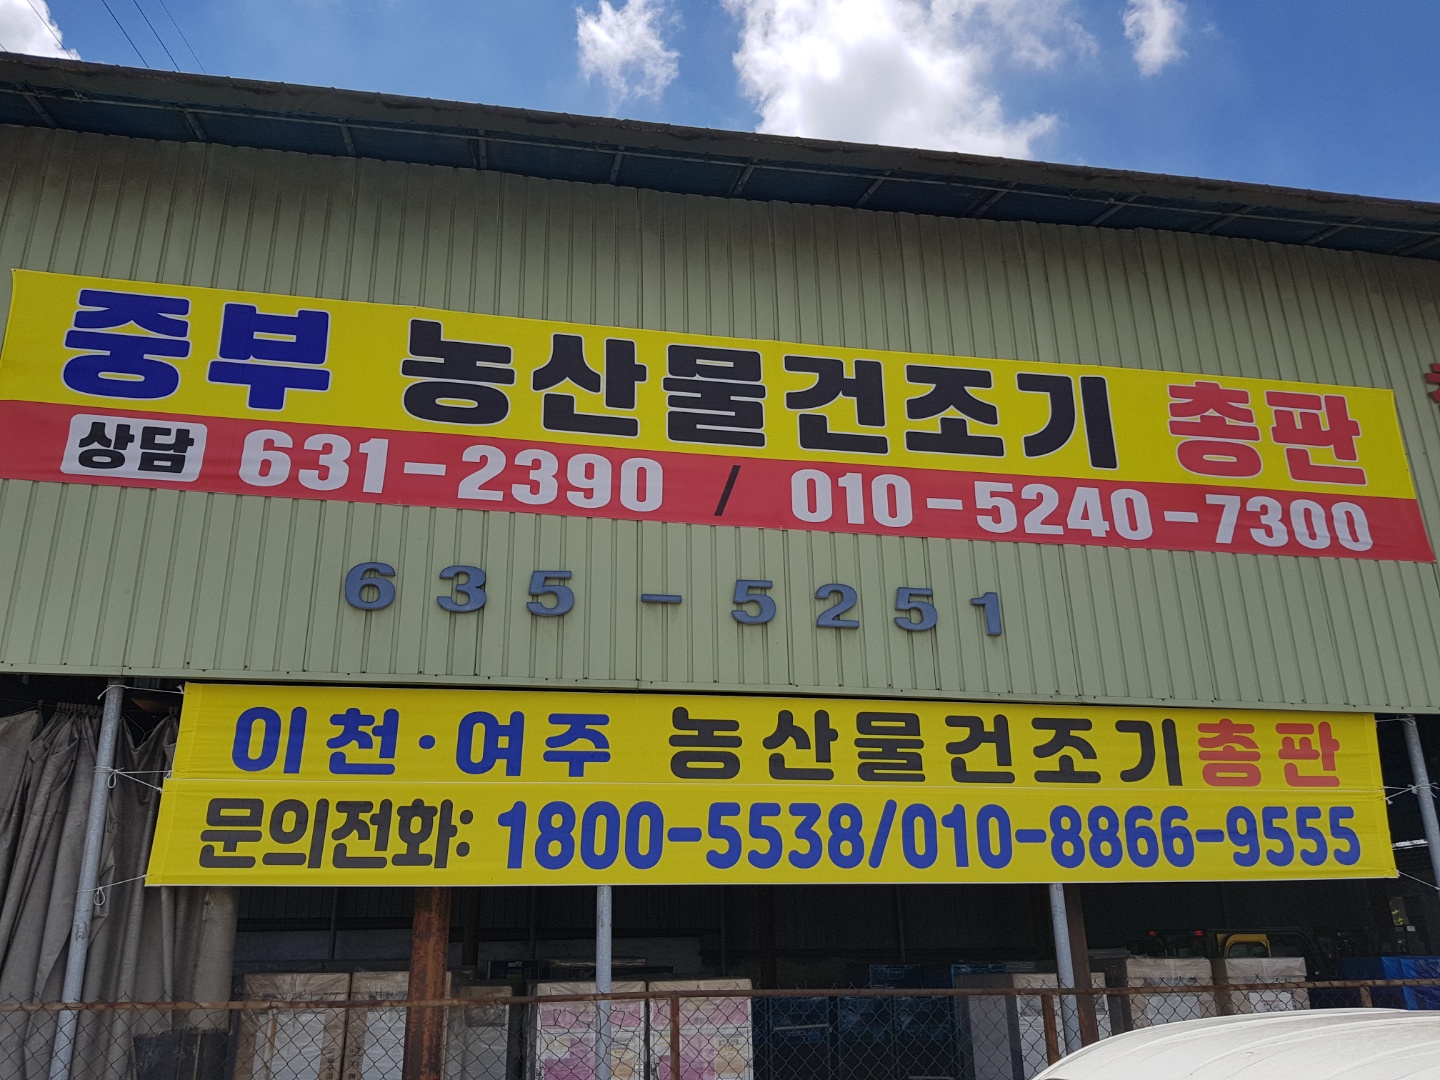 중부 농산물건조기 총판
상담 631-2390 / 010-5240-7300
635-5251
이천·여주 농산물건조기총판
문의전화: 1800-5538/010-8866-9555